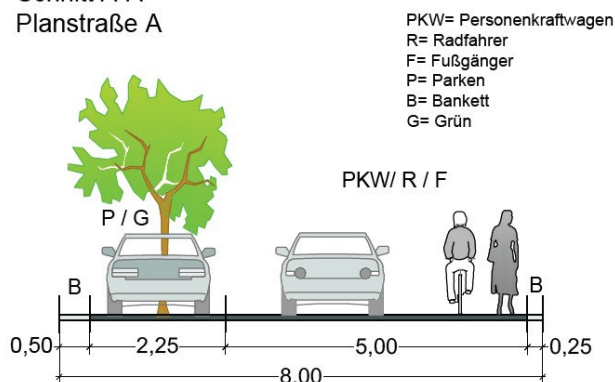 Planstraße A
PKW= Personenkraftwagen
R= Radfahrer
F= Fußgänger
P= Parken
B= Bankett
G= Grün
PKW/ R / F
P / G
B
B
0,50
2,25
5,00
0,25
8,00